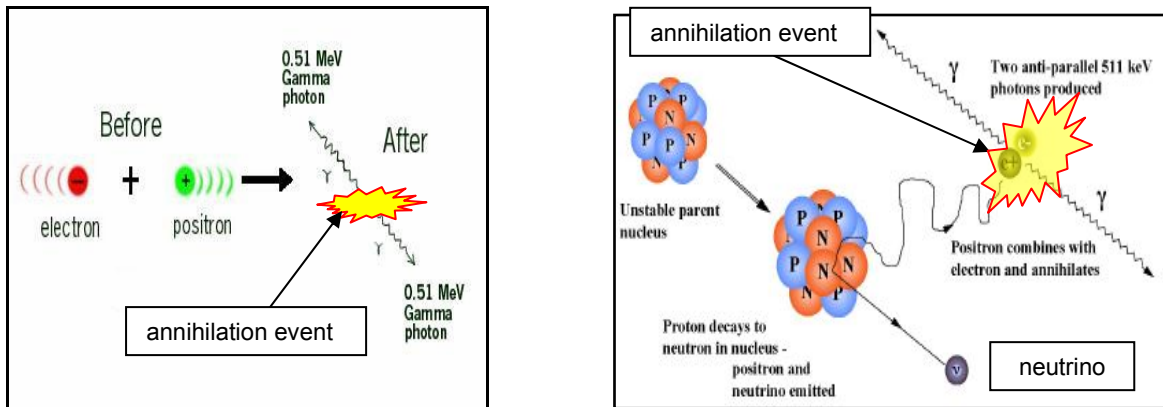 0.51 MeV
Gamma
photon
Before
After
γ
−
+
+
electron
positron
γ
0.51 MeV
Gamma
photon
annihilation event
annihilation event
γ
Two anti-parallel 511 keV
photons produced
P
P
N
N
P
N
P
N
P
e-
e+
Unstable parent
nucleus
γ
P
P
N
N
P
N
N
P
N
P
Positron combines with
electron and annihilates
Proton decays to
neutron in nucleus -
positron and
neutrino emitted
ν
neutrino